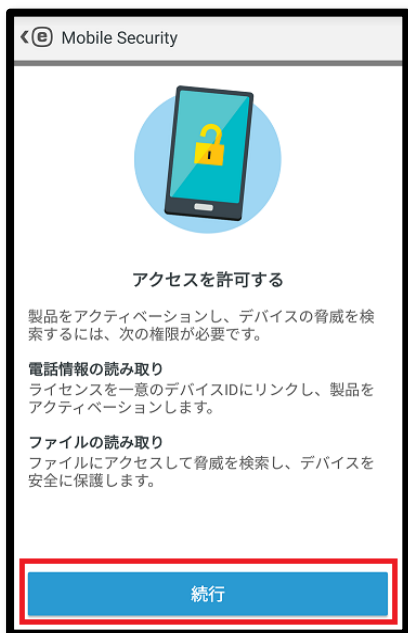 Mobile Security
アクセスを許可する
製品をアクティベーションし、デバイスの脅威を検
索するには、次の権限が必要です。
電話情報の読み取り
ライセンスを一意のデバイスIDにリンクし、製品を
アクティベーションします。
ファイルの読み取り
ファイルにアクセスして脅威を検索し、デバイスを
安全に保護します。
続行